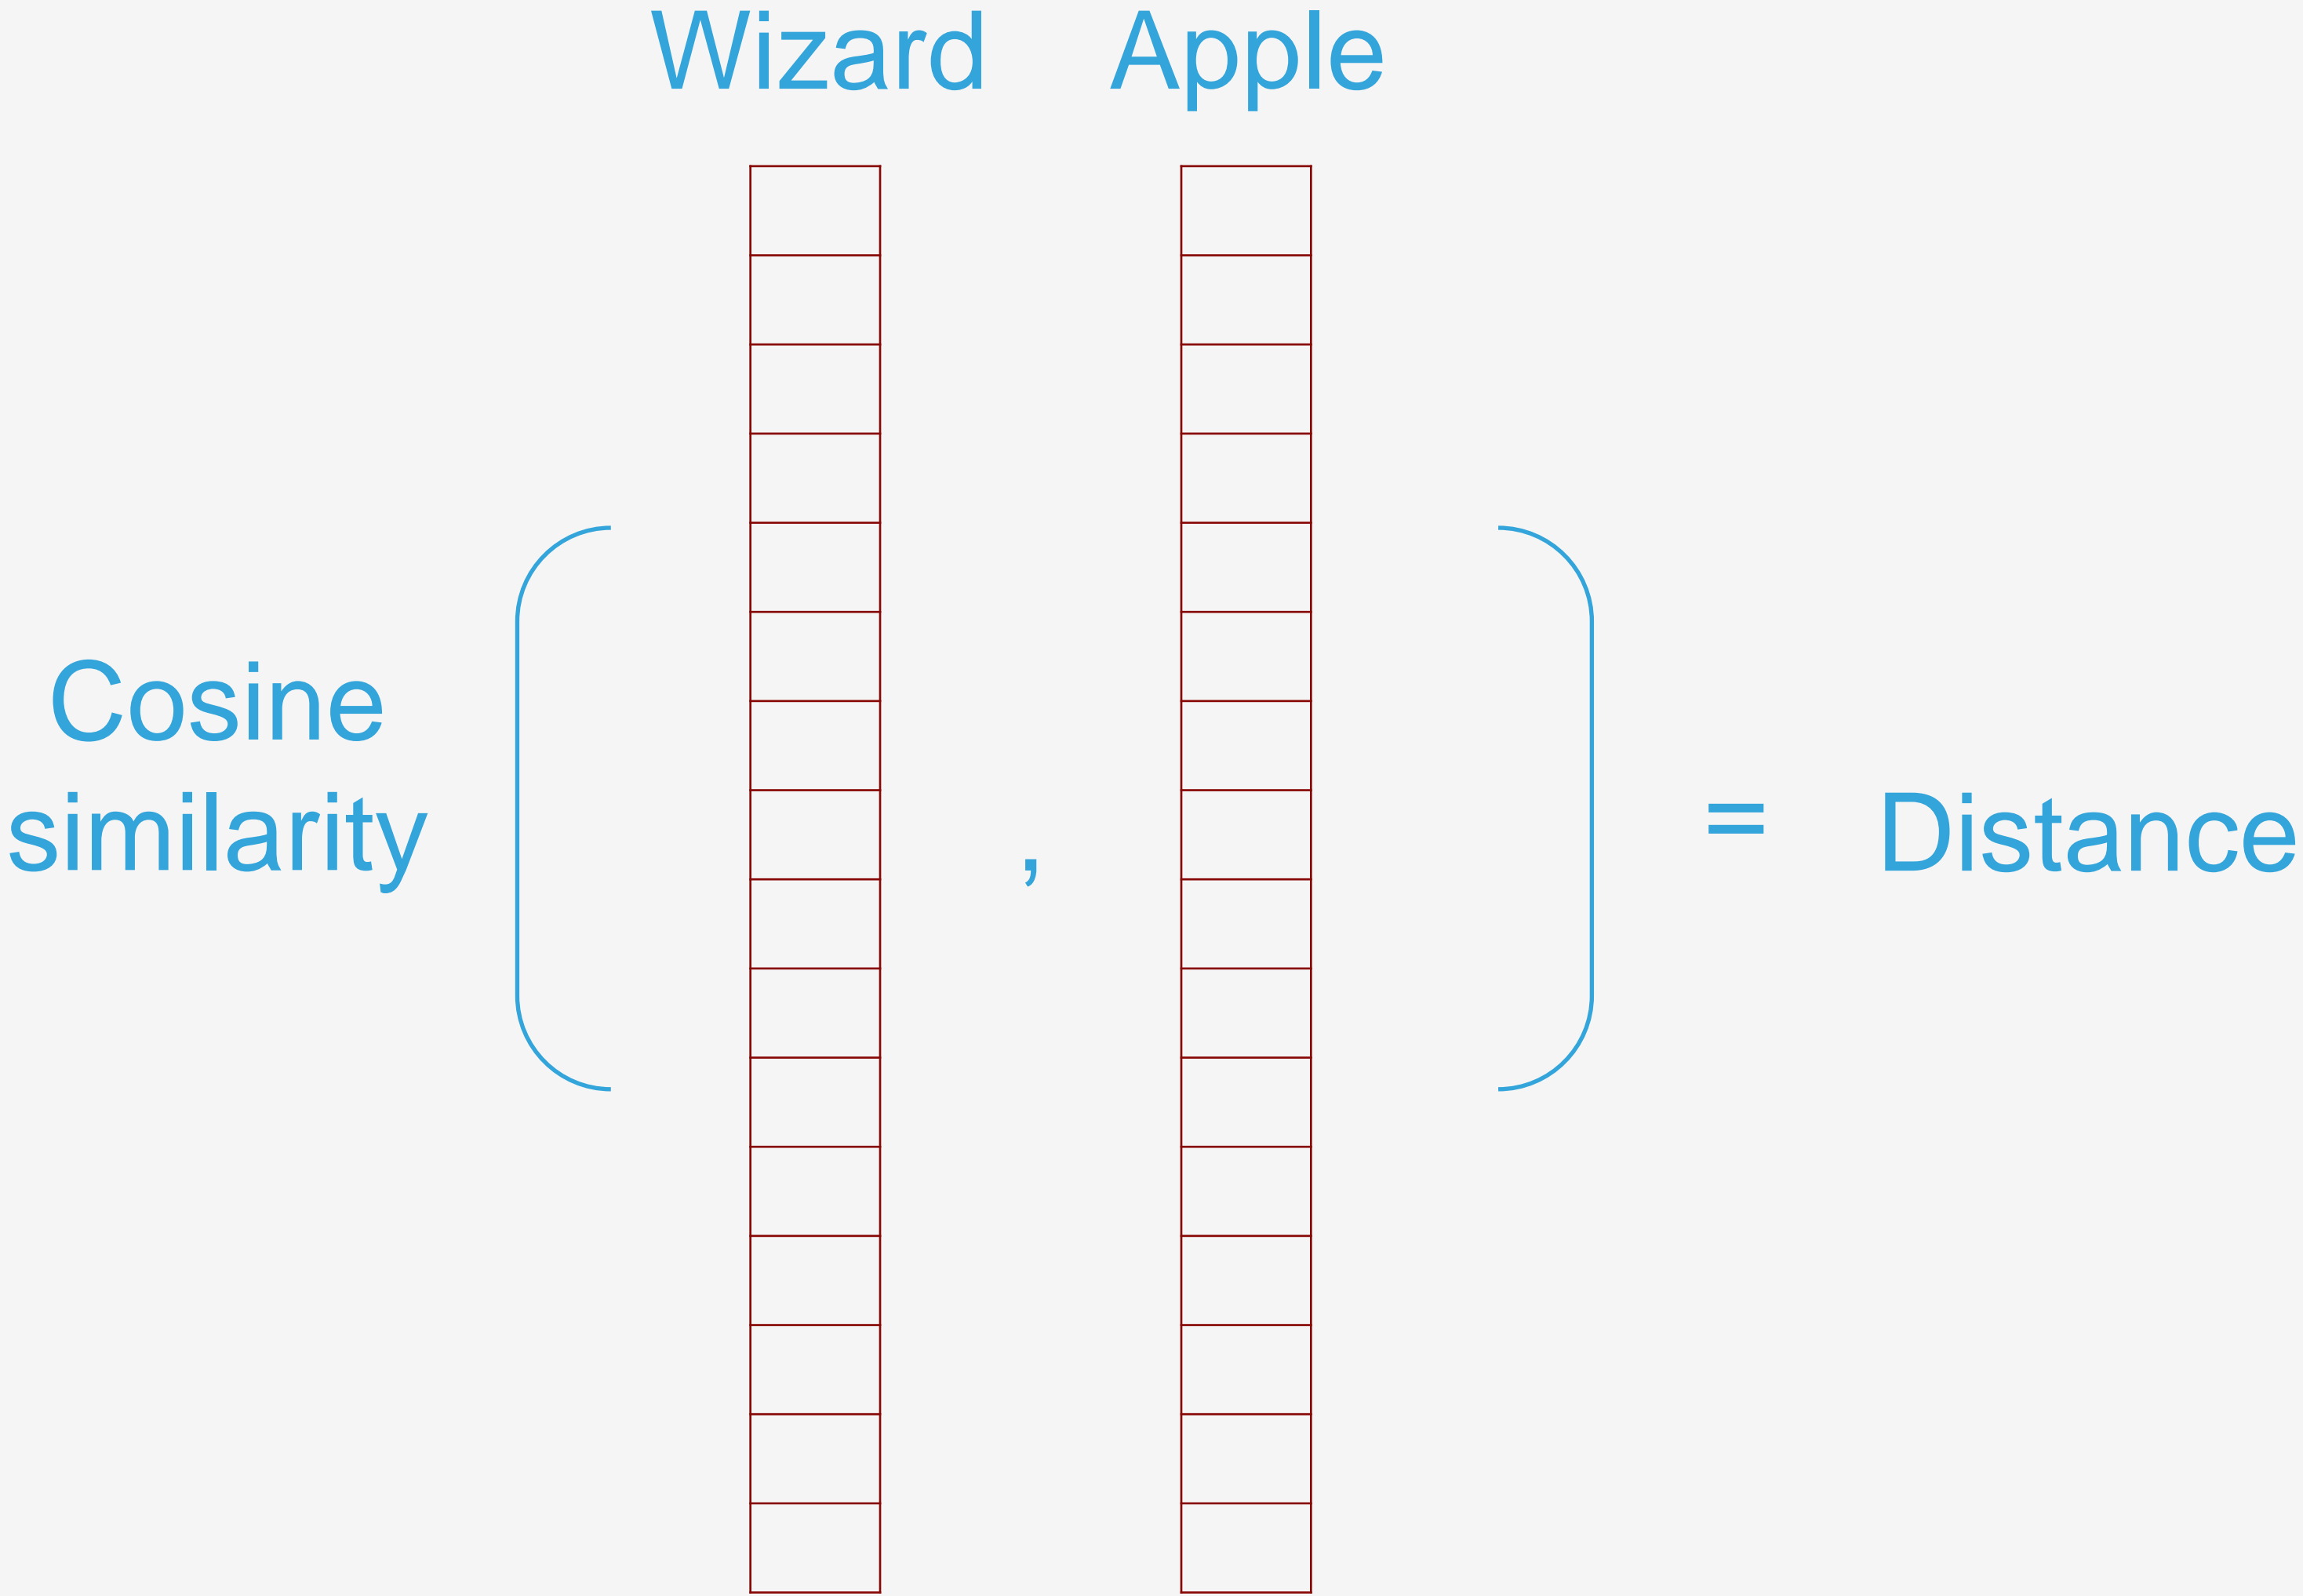 Wizard Apple
Cosine
similarity
, = Distance